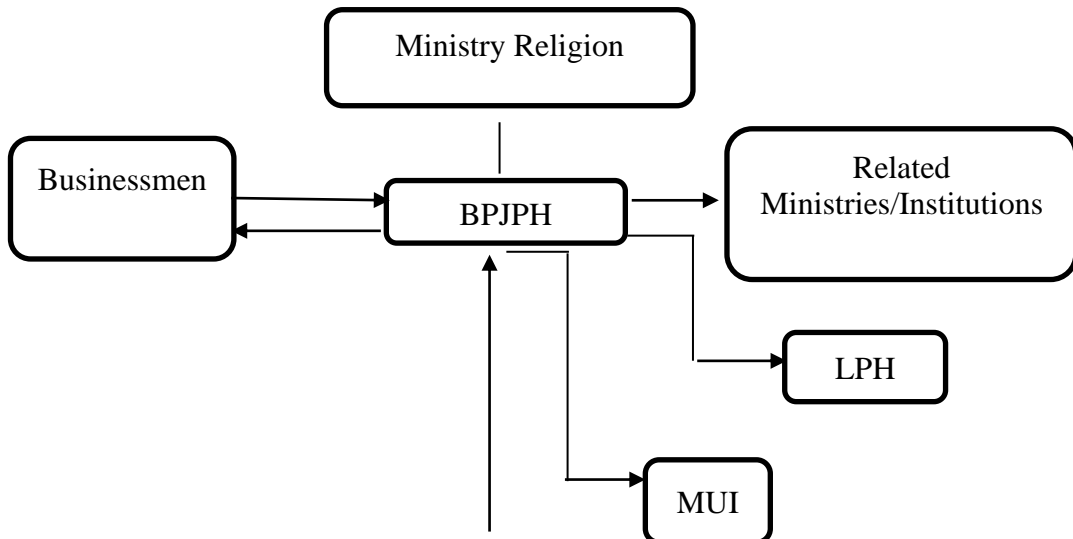 Ministry Religion
Businessmen
BPJPH
Related
Ministries/Institutions
LPH
MUI